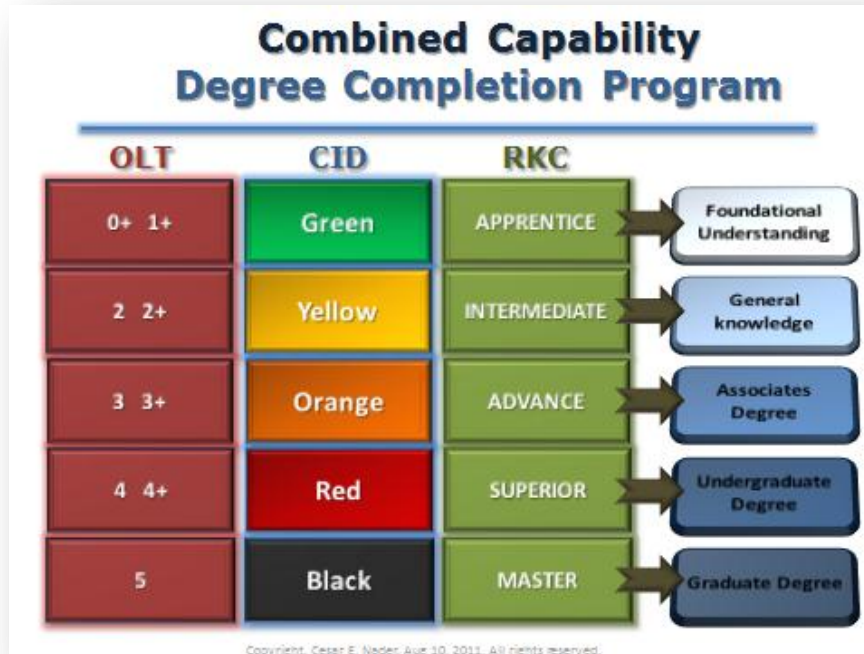 Combined Capability
Degree Completion Program
OLT CID RKC
0+ 1+ Green APPRENTICE Foundational
Understanding
2 2+ Yellow INTERMEDIATE General
knowledge
3 3+ Orange ADVANCE Associates
Degree
4 4+ Red SUPERIOR Undergraduate
Degree
5 Black MASTER Graduate Degree
Copyright. Cesar E. Nader. Aug 10, 2011. All rights reserved.